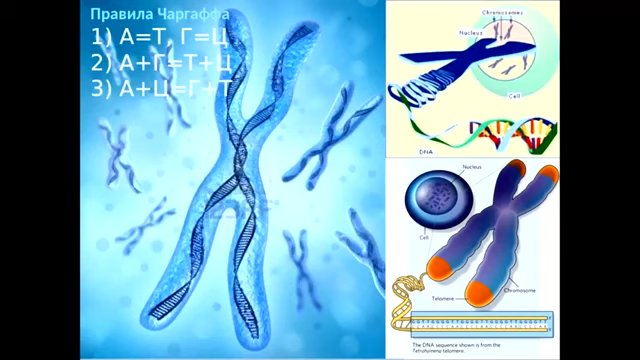 Правила Чаргаффа
1) А=Т, Г=Ц
2) А+Г=Т+Ц
3) А+Ц=Г+Т
Chromosomes
Nucleus
Cell
DNA
Nucleus
Cell
Chromosome
Telomere
The DNA sequence shown is from the
Tetrahymena telomere.